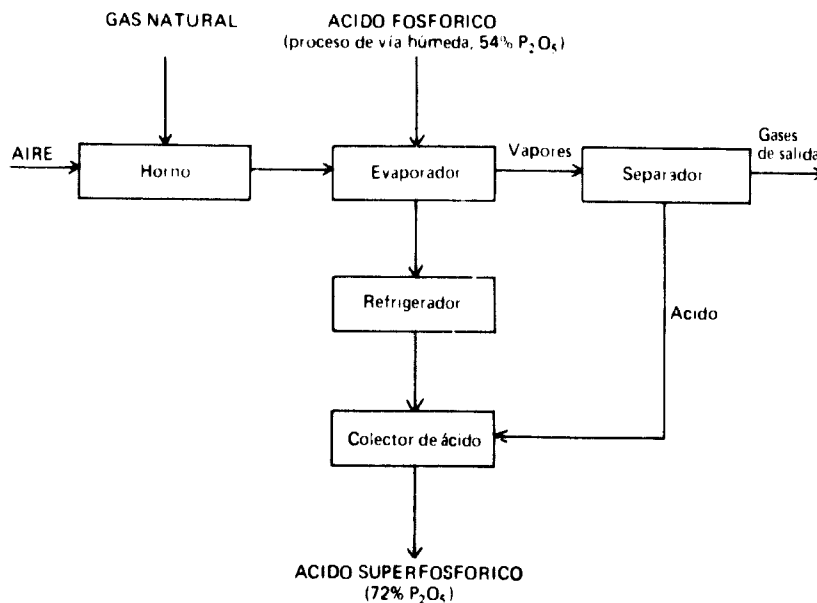 GAS NATURAL
ACIDO FOSFORICO
(proceso de vía húmeda, 54% P₂O₅)
AIRE
Horno
Evaporador
Vapores
Separador
Gases
de salida
Refrigerador
Acido
Colector de ácido
ACIDO SUPERFOSFORICO
(72% P₂O₅)